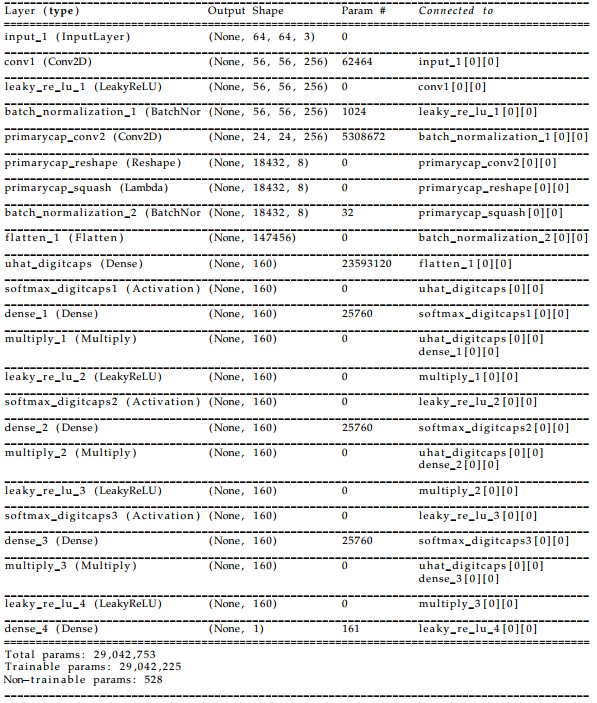 Layer (type) Output Shape Param # Connected to
input_1 (InputLayer) (None, 64, 64, 3) 0
conv1 (Conv2D) (None, 56, 56, 256) 62464 input_1[0][0]
leaky_re_lu_1 (LeakyReLU) (None, 56, 56, 256) 0 conv1[0][0]
batch_normalization_1 (BatchNor (None, 56, 56, 256) 1024 leaky_re_lu_1[0][0]
primarycap_conv2 (Conv2D) (None, 24, 24, 256) 5308672 batch_normalization_1[0][0]
primarycap_reshape (Reshape) (None, 18432, 8) 0 primarycap_conv2[0][0]
primarycap_squash (Lambda) (None, 18432, 8) 0 primarycap_reshape[0][0]
batch_normalization_2 (BatchNor (None, 18432, 8) 32 primarycap_squash[0][0]
flatten_1 (Flatten) (None, 147456) 0 batch_normalization_2[0][0]
uhat_digitcaps (Dense) (None, 160) 23593120 flatten_1[0][0]
softmax_digitcaps1 (Activation) (None, 160) 0 uhat_digitcaps[0][0]
dense_1 (Dense) (None, 160) 25760 softmax_digitcaps1[0][0]
multiply_1 (Multiply) (None, 160) 0 uhat_digitcaps[0][0]
dense_1[0][0]
leaky_re_lu_2 (LeakyReLU) (None, 160) 0 multiply_1[0][0]
softmax_digitcaps2 (Activation) (None, 160) 0 leaky_re_lu_2[0][0]
dense_2 (Dense) (None, 160) 25760 softmax_digitcaps2[0][0]
multiply_2 (Multiply) (None, 160) 0 uhat_digitcaps[0][0]
dense_2[0][0]
leaky_re_lu_3 (LeakyReLU) (None, 160) 0 multiply_2[0][0]
softmax_digitcaps3 (Activation) (None, 160) 0 leaky_re_lu_3[0][0]
dense_3 (Dense) (None, 160) 25760 softmax_digitcaps3[0][0]
multiply_3 (Multiply) (None, 160) 0 uhat_digitcaps[0][0]
dense_3[0][0]
leaky_re_lu_4 (LeakyReLU) (None, 160) 0 multiply_3[0][0]
dense_4 (Dense) (None, 1) 161 leaky_re_lu_4[0][0]
Total params: 29,042,753
Trainable params: 29,042,225
Non-trainable params: 528